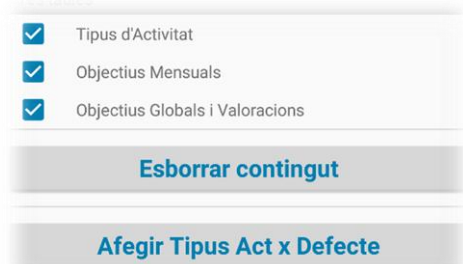 Tipus d'Activitat
Objectius Mensuals
Objectius Globals i Valoracions
Esborrar contingut
Afegir Tipus Act x Defecte